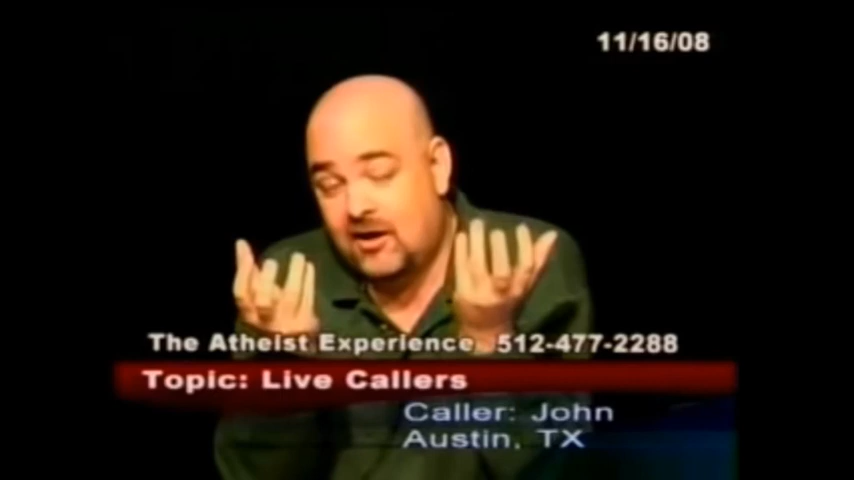 11/16/08
The Atheist Experience 512-477-2288
Topic: Live Callers
Caller: John
Austin, TX